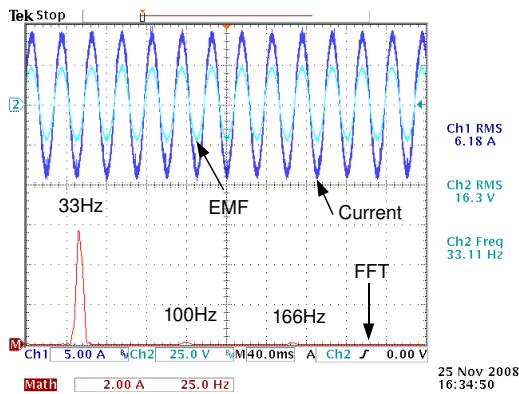 Tek Stop
2
Ch1 RMS
6.18 A
Ch2 RMS
16.3 V
Ch2 Freq
33.11 Hz
33Hz
EMF
Current
FFT
100Hz
166Hz
M
Ch1 5.00 A Ch2 25.0 V M 40.0ms A Ch2 0.00 V
Math 2.00 A 25.0 Hz
25 Nov 2008
16:34:50